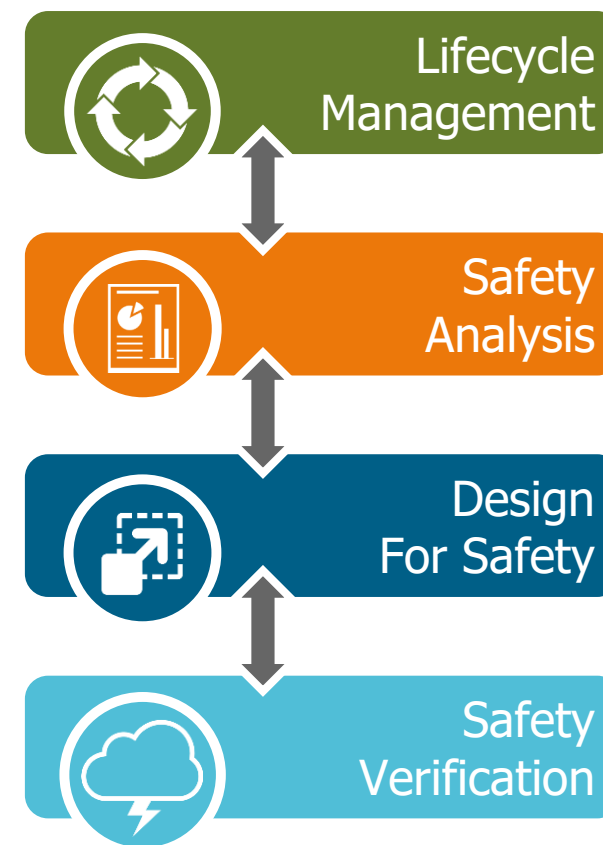 Lifecycle
Management
Safety
Analysis
Design
For Safety
Safety
Verification